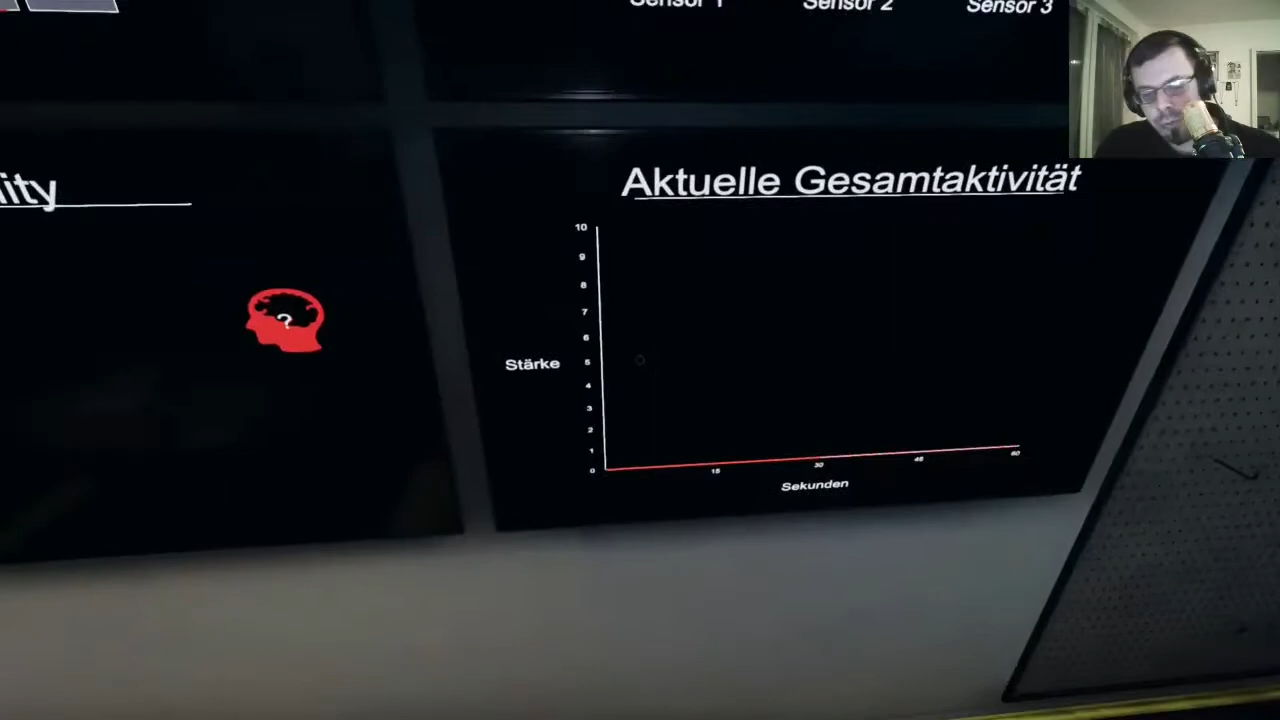 Sensor 1 Sensor 2 Sensor 3
Aktuelle Gesamtaktivität
?
10
9
8
7
6
Stärke 5
4
3
2
1
0
15 30 45 60
Sekunden